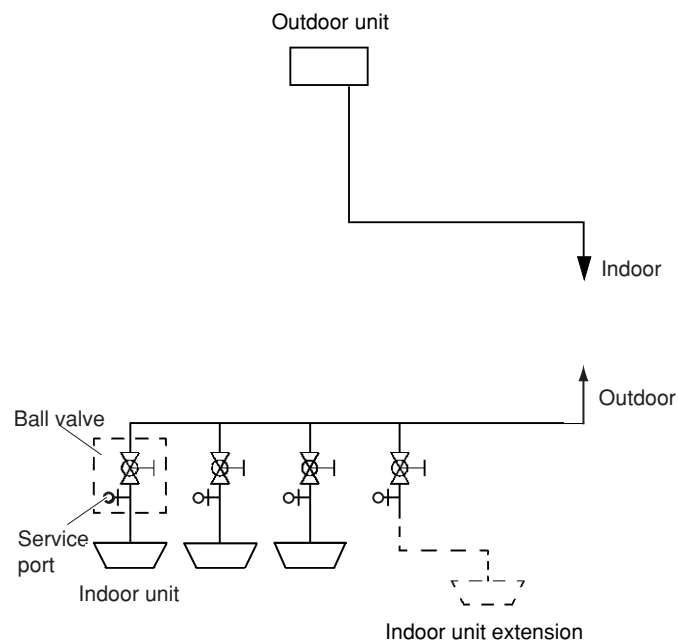 Outdoor unit
Indoor
Outdoor
Ball valve
Service
port
Indoor unit
Indoor unit extension